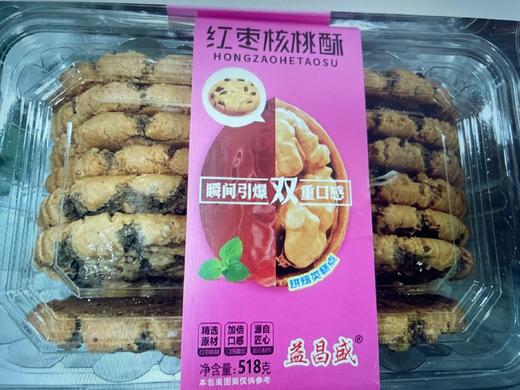 红枣核桃酥
HONGZAOHETAOSU
瞬间引爆双重口感
烘焙类糕点
精选 加倍 源自
原材 口感 匠心
净含量:518克
本包装图案仅供参考
益昌盛®